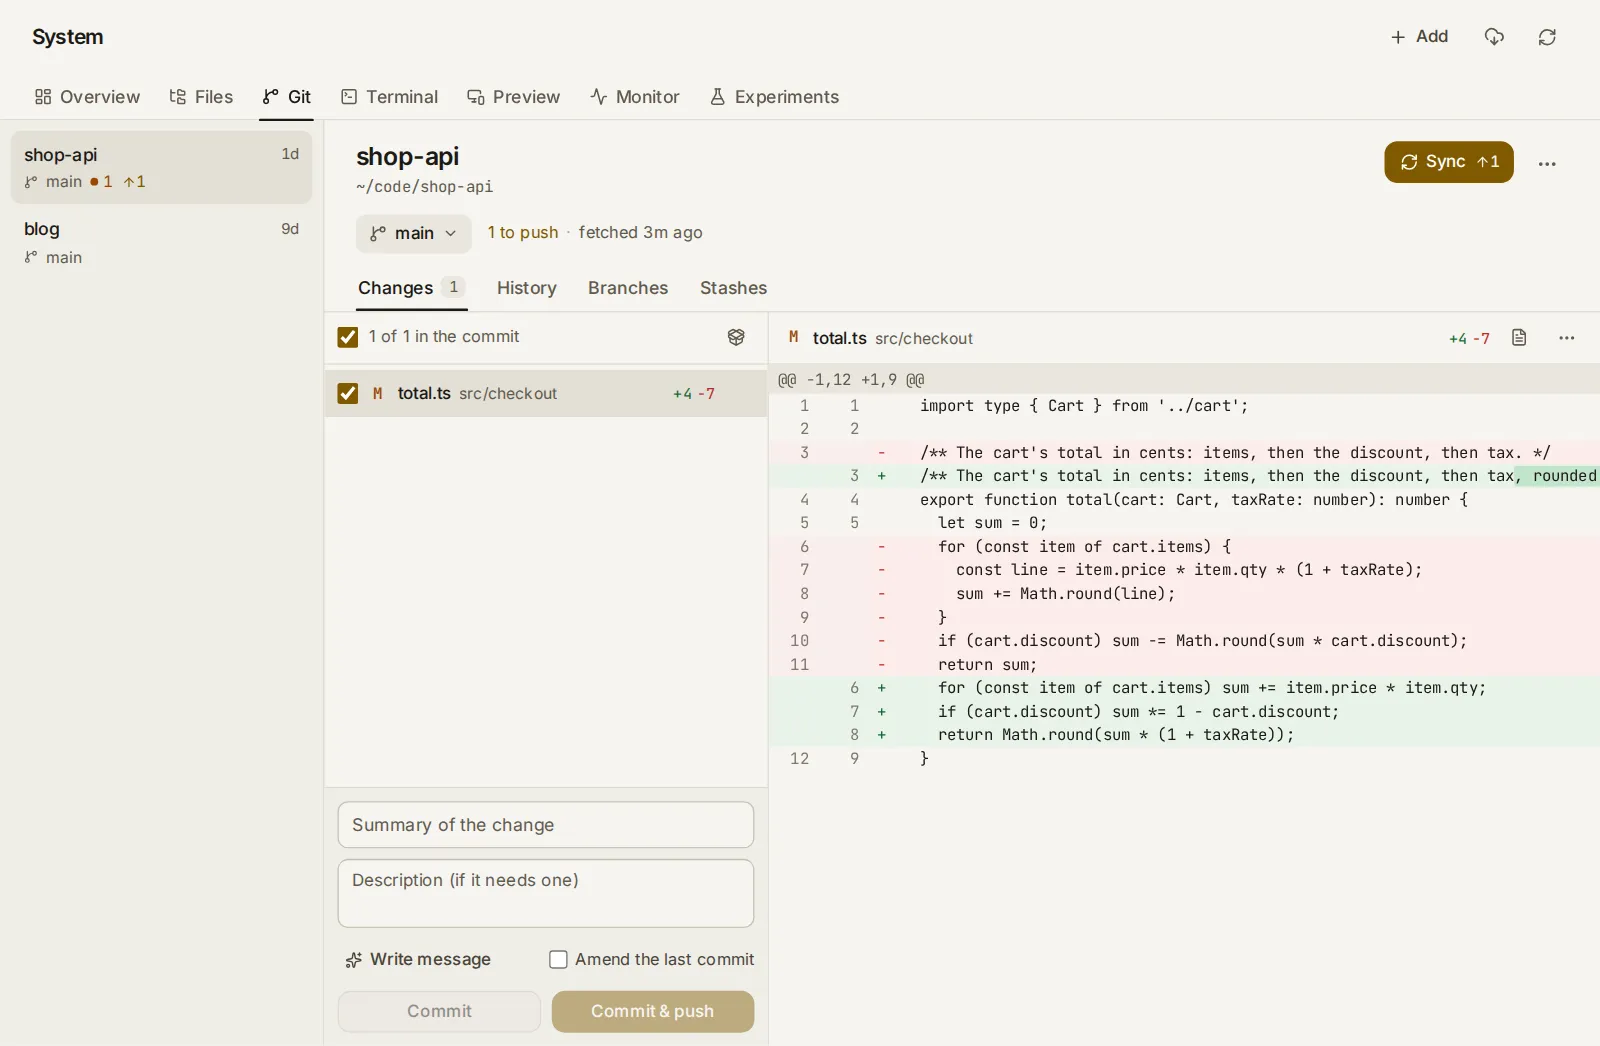 System
Add
Overview Files Git Terminal Preview Monitor Experiments
shop-api 1d
main 1 ↑1
blog 9d
main
shop-api
~/code/shop-api
Sync ↑1
main 1 to push · fetched 3m ago
Changes 1 History Branches Stashes
1 of 1 in the commit
M total.ts src/checkout +4 -7
M total.ts src/checkout +4 -7
@@ -1,12 +1,9 @@
1 1 import type { Cart } from '../cart';
2 2
3 - /** The cart's total in cents: items, then the discount, then tax. */
3 + /** The cart's total in cents: items, then the discount, then tax, rounded
4 4 export function total(cart: Cart, taxRate: number): number {
5 5 let sum = 0;
6 - for (const item of cart.items) {
7 - const line = item.price * item.qty * (1 + taxRate);
8 - sum += Math.round(line);
9 - }
10 - if (cart.discount) sum -= Math.round(sum * cart.discount);
11 - return sum;
6 + for (const item of cart.items) sum += item.price * item.qty;
7 + if (cart.discount) sum *= 1 - cart.discount;
8 + return Math.round(sum * (1 + taxRate));
12 9 }
Summary of the change
Description (if it needs one)
Write message Amend the last commit
Commit Commit & push